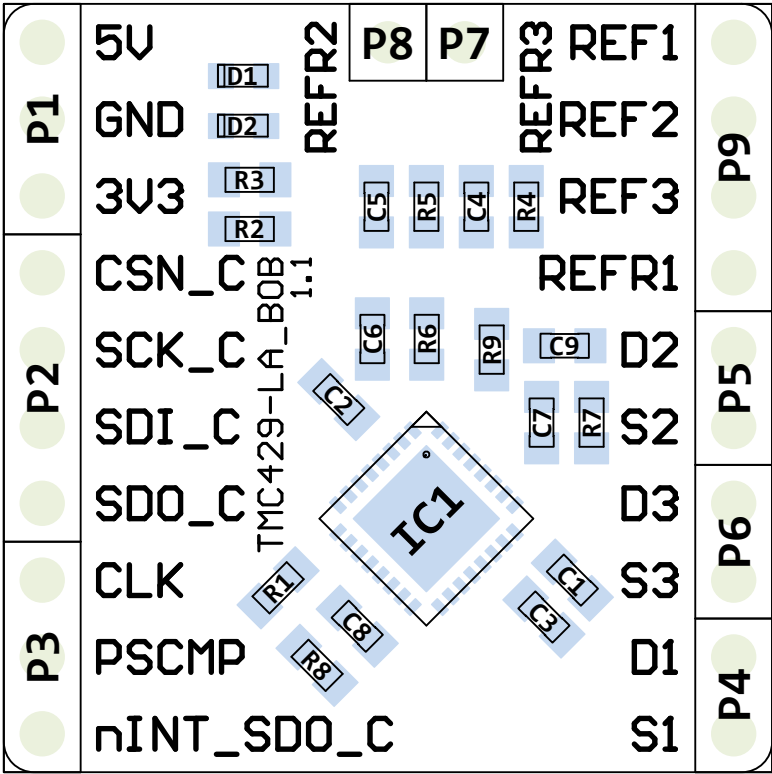 5V
GND
3V3
CSN_C
SCK_C
SDI_C
SDO_C
CLK
PSCMP
nINT_SDO_C
P1
P2
P3
D1
D2
R3
R2
REFR2
P8
P7
REFR3
REF1
REF2
REF3
REFR1
D2
S2
D3
S3
D1
S1
P9
P5
P6
P4
C5
R5
C4
R4
TMC429-LA_BOB
1.1
C6
R6
R9
C9
C2
C7
R7
IC1
R1
C8
R8
C1
C3